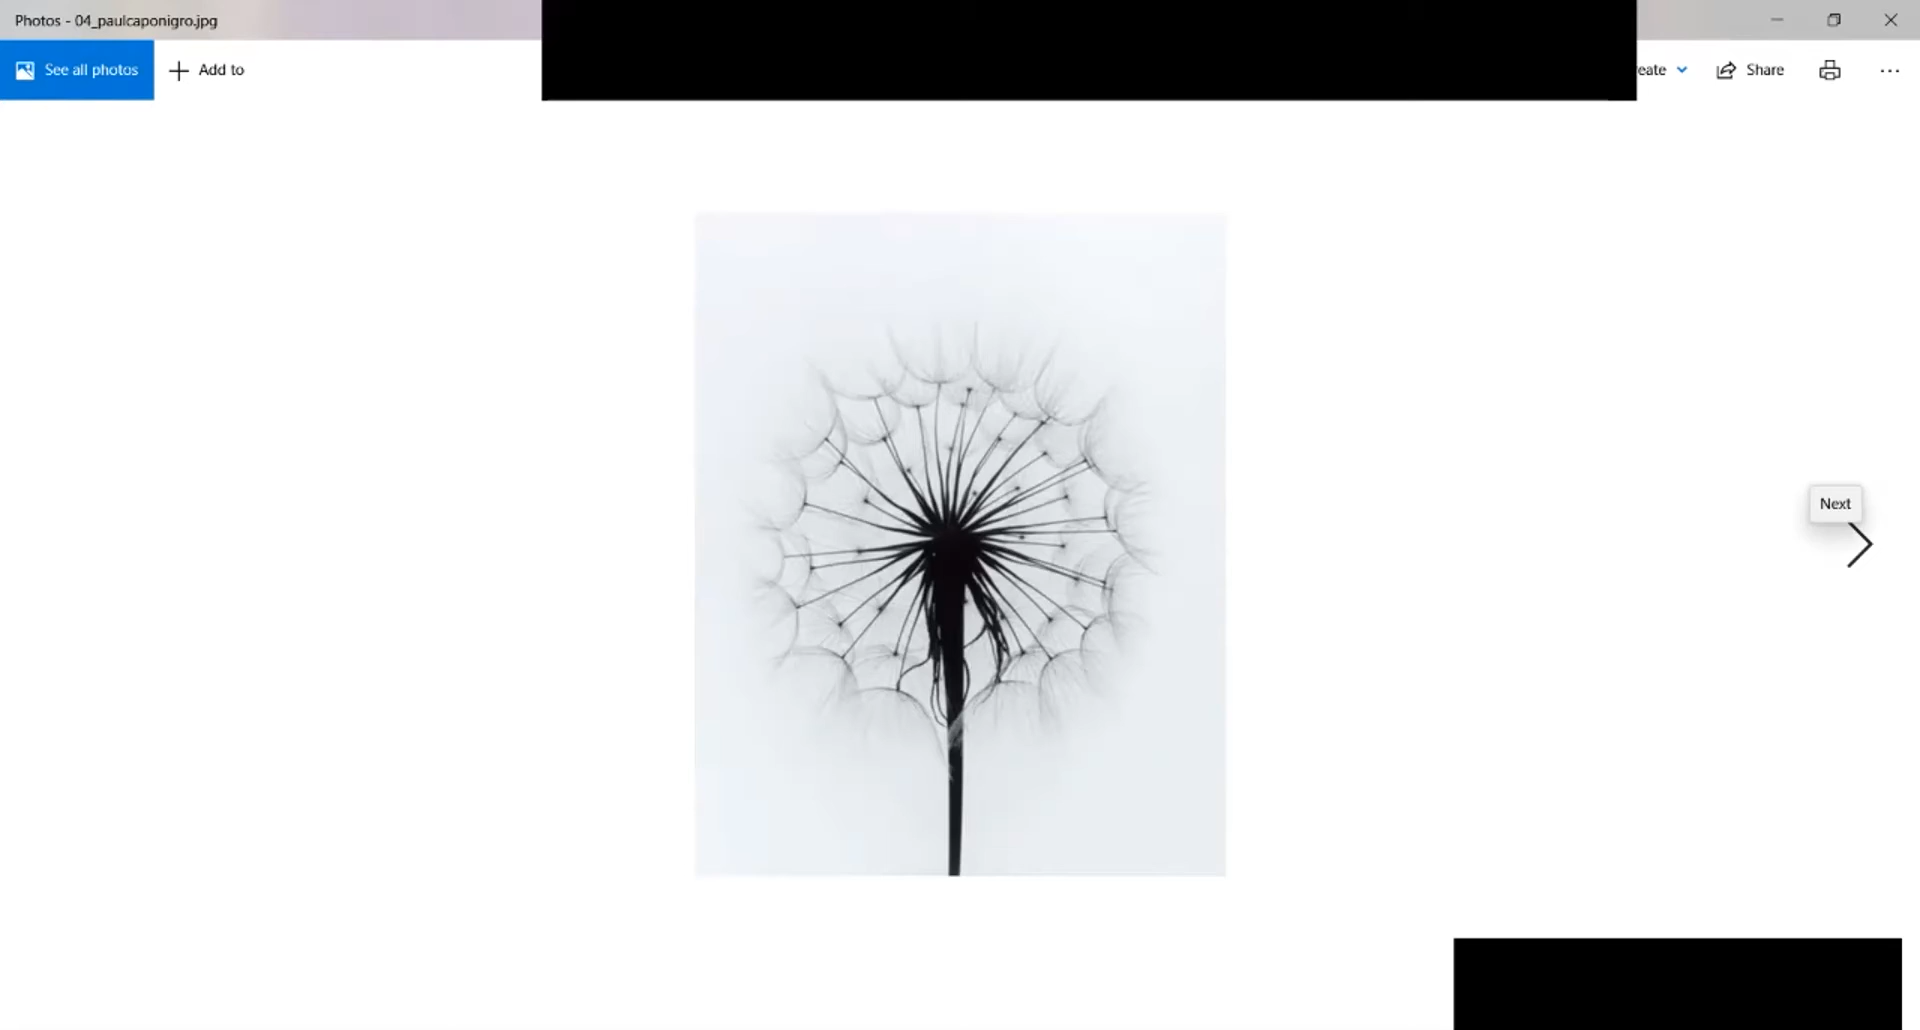 Photos - 04_paulcaponigro.jpg
See all photos
Add to
eate
Share
Next